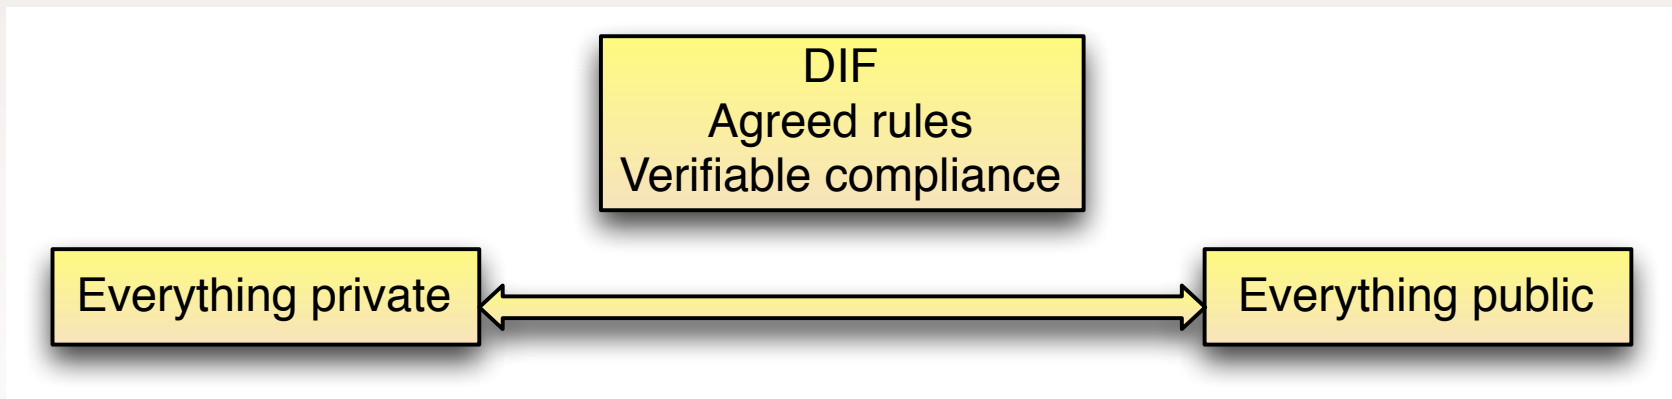 DIF
Agreed rules
Verifiable compliance
Everything private
Everything public